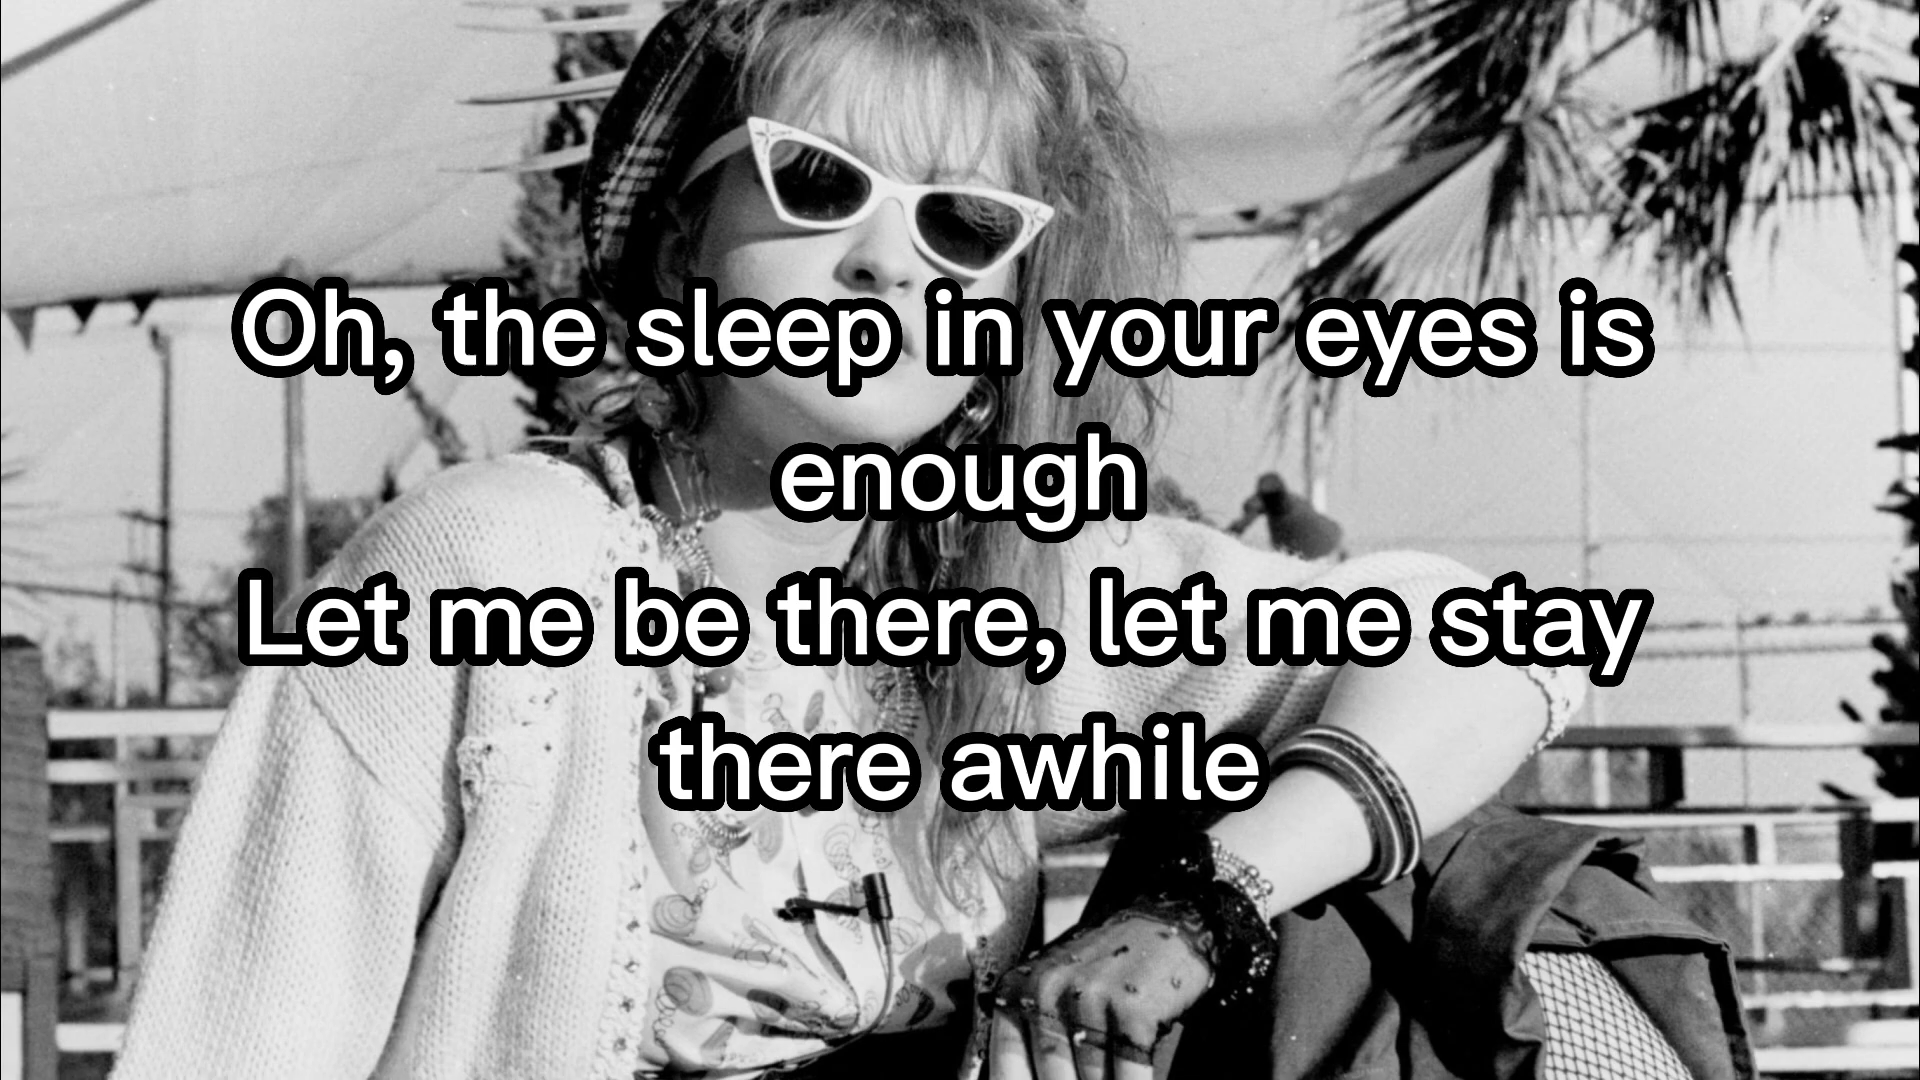 Oh, the sleep in your eyes is
enough
Let me be there, let me stay
there awhile